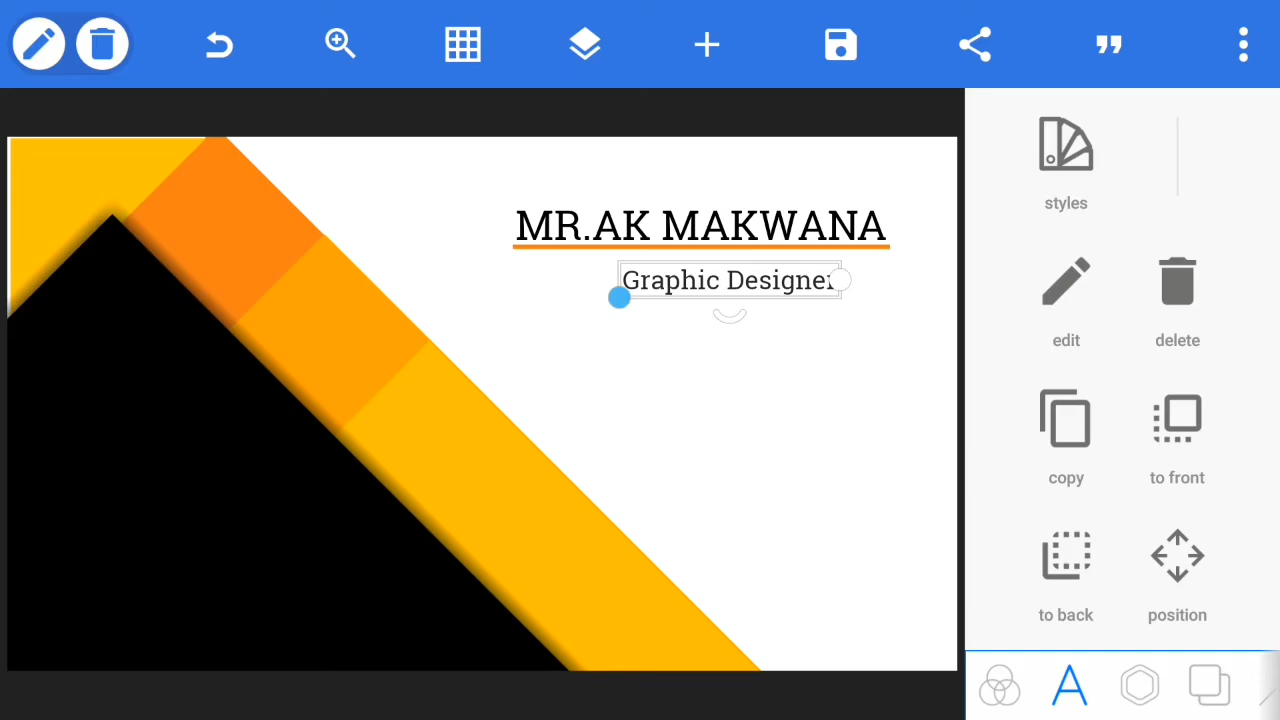 MR.AK MAKWANA
Graphic Designer
styles
edit
delete
copy
to front
to back
position